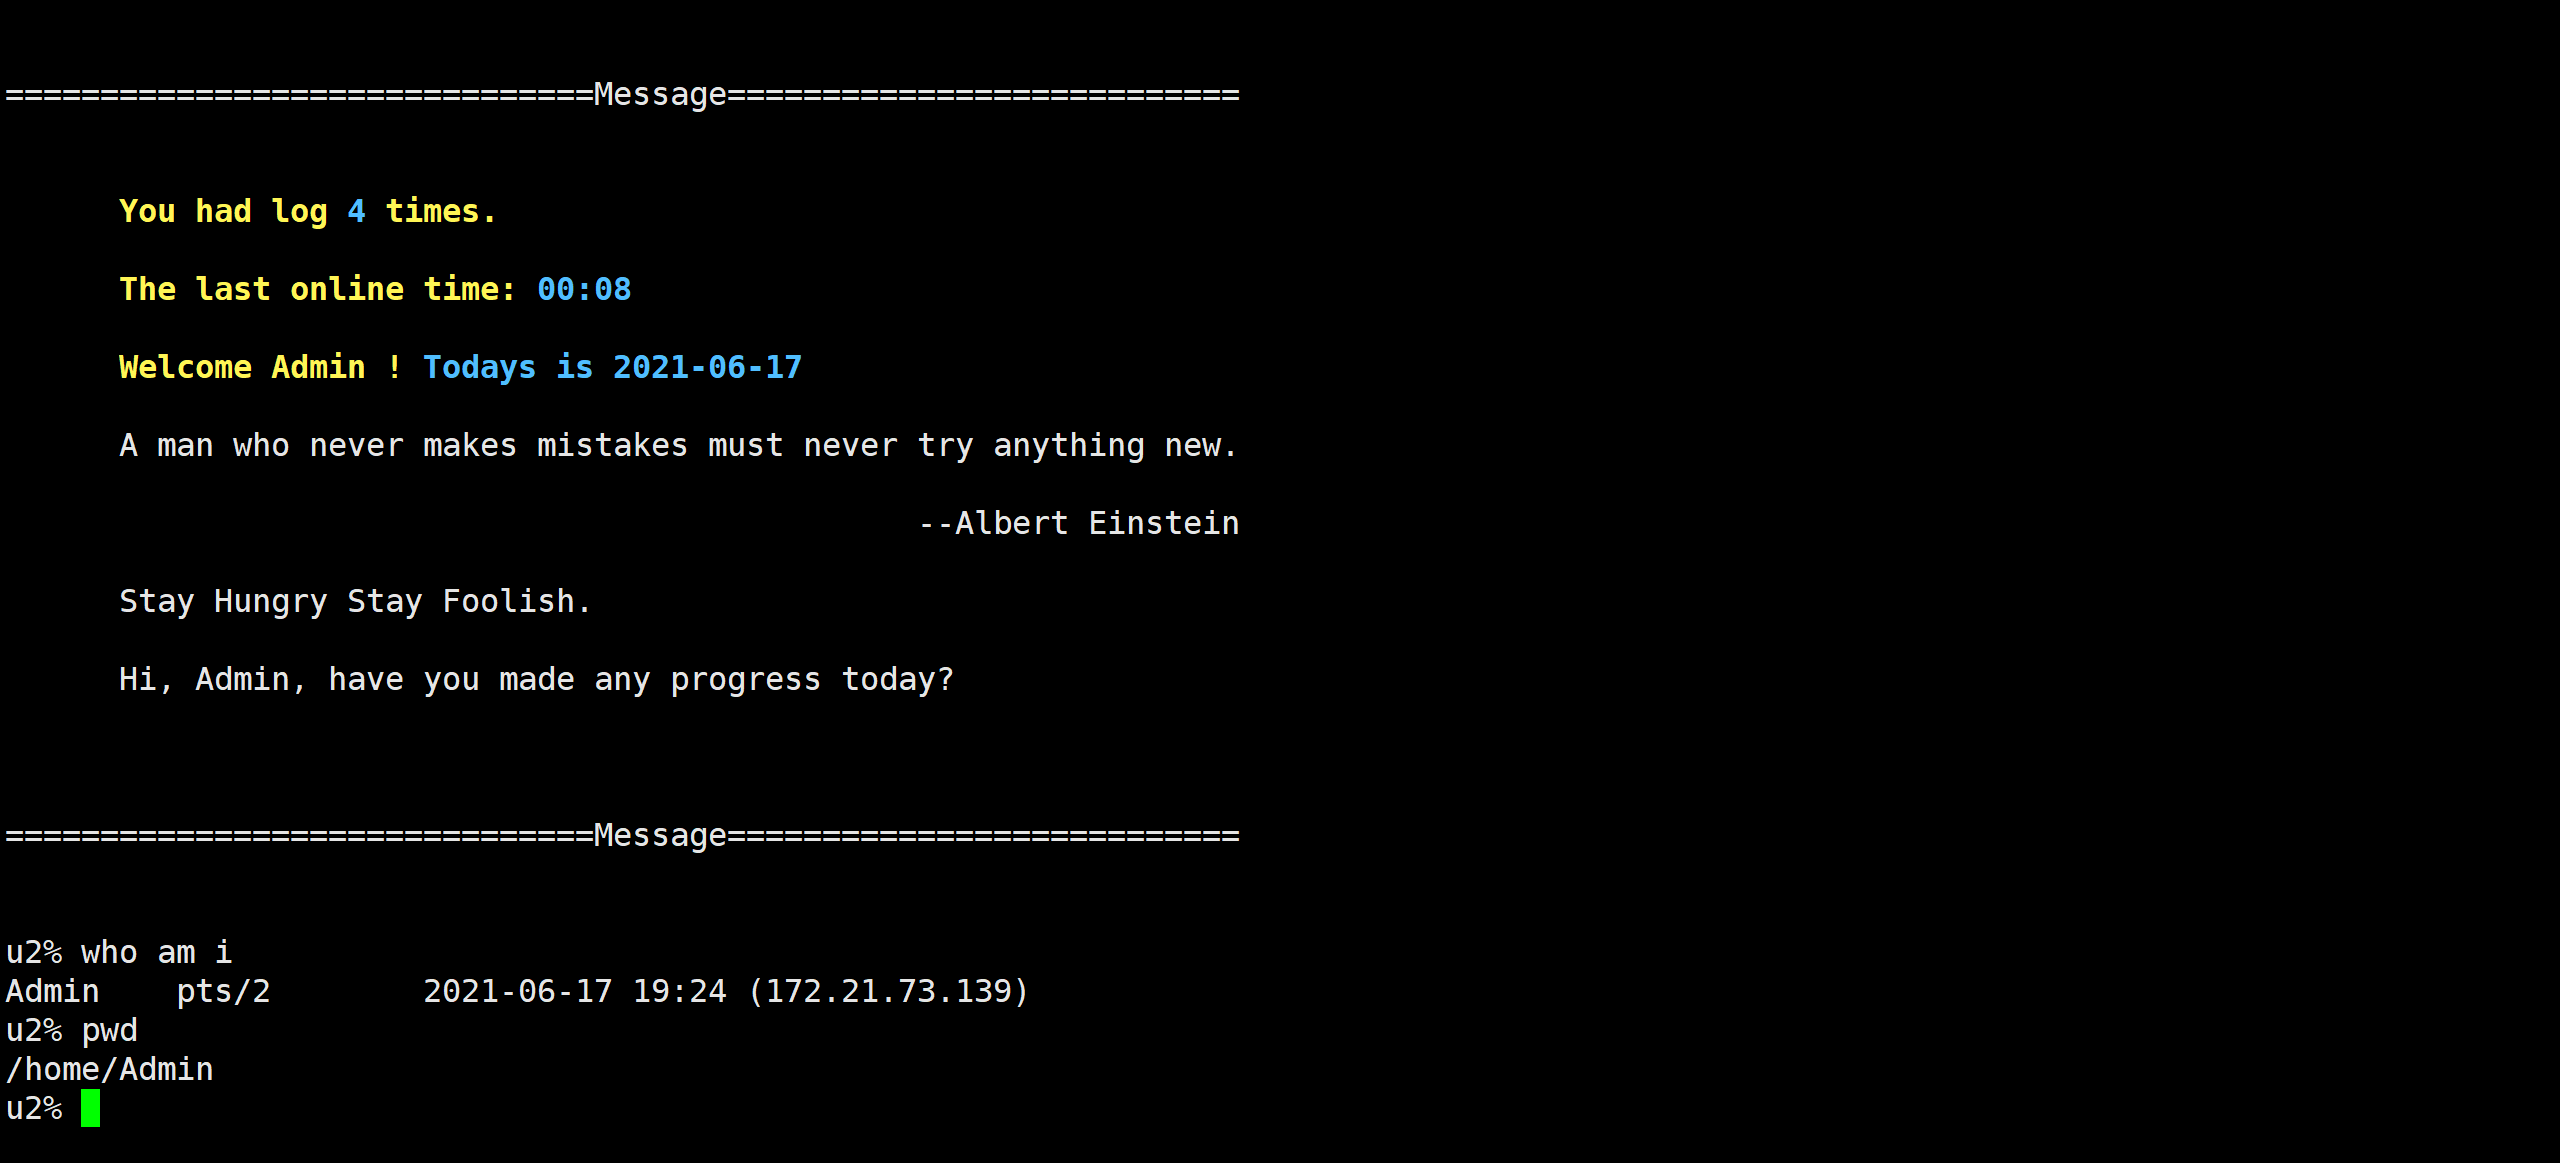 ===============================Message===========================
You had log 4 times.
The last online time: 00:08
Welcome Admin ! Todays is 2021-06-17
A man who never makes mistakes must never try anything new.
--Albert Einstein
Stay Hungry Stay Foolish.
Hi, Admin, have you made any progress today?
===============================Message===========================
u2% who am i
Admin    pts/2        2021-06-17 19:24 (172.21.73.139)
u2% pwd
/home/Admin
u2%